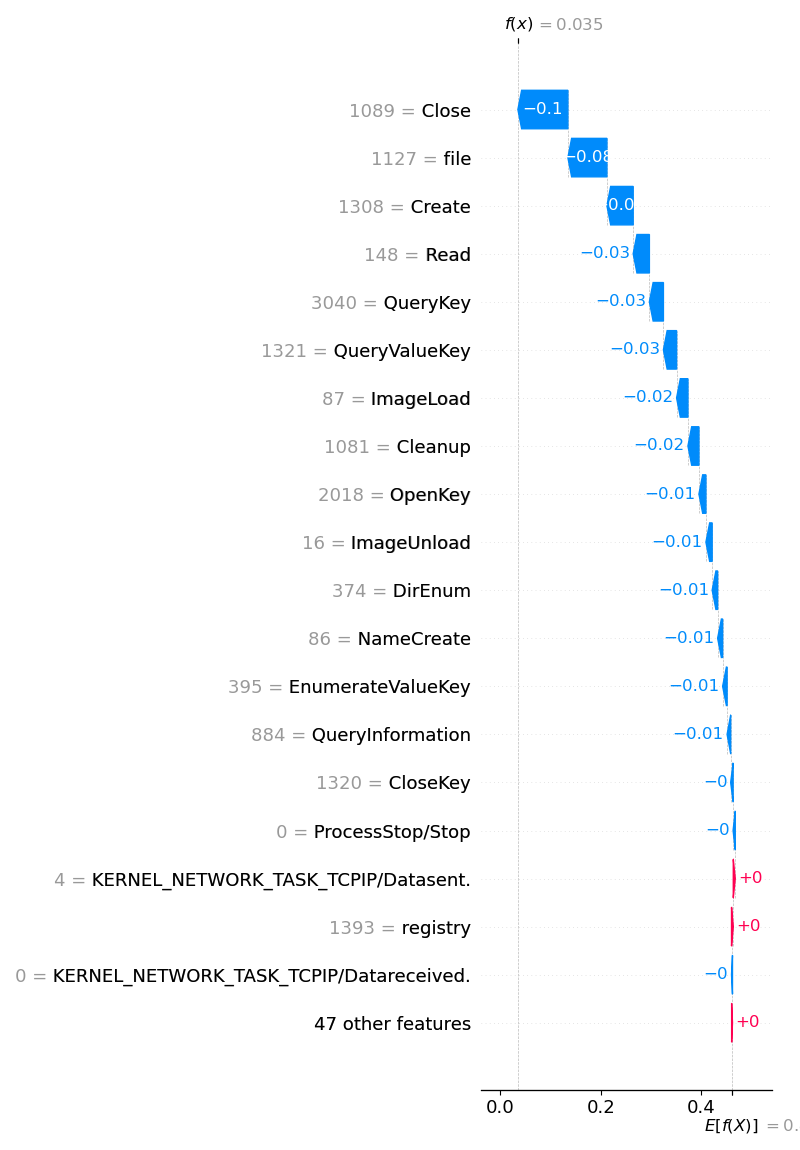 f(x) = 0.035
1089 = Close −0.1
1127 = file −0.08
1308 = Create 0.0
148 = Read −0.03
3040 = QueryKey −0.03
1321 = QueryValueKey −0.03
87 = ImageLoad −0.02
1081 = Cleanup −0.02
2018 = OpenKey −0.01
16 = ImageUnload −0.01
374 = DirEnum −0.01
86 = NameCreate −0.01
395 = EnumerateValueKey −0.01
884 = QueryInformation −0.01
1320 = CloseKey −0
0 = ProcessStop/Stop −0
4 = KERNEL_NETWORK_TASK_TCPIP/Datasent. +0
1393 = registry +0
0 = KERNEL_NETWORK_TASK_TCPIP/Datareceived. −0
47 other features +0
0.0 0.2 0.4
E[f(X)] = 0.